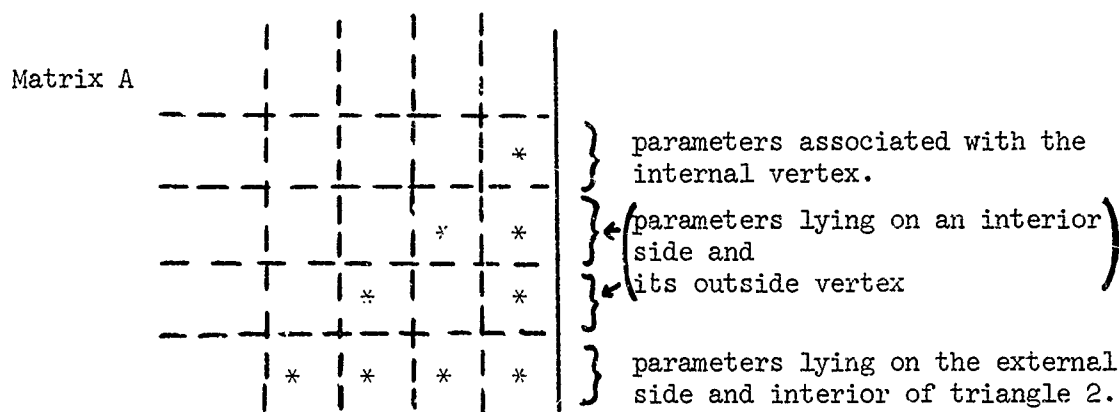 Matrix A
* parameters associated with the
internal vertex.
* * parameters lying on an interior
side and
* * its outside vertex
* * * * parameters lying on the external
side and interior of triangle 2.